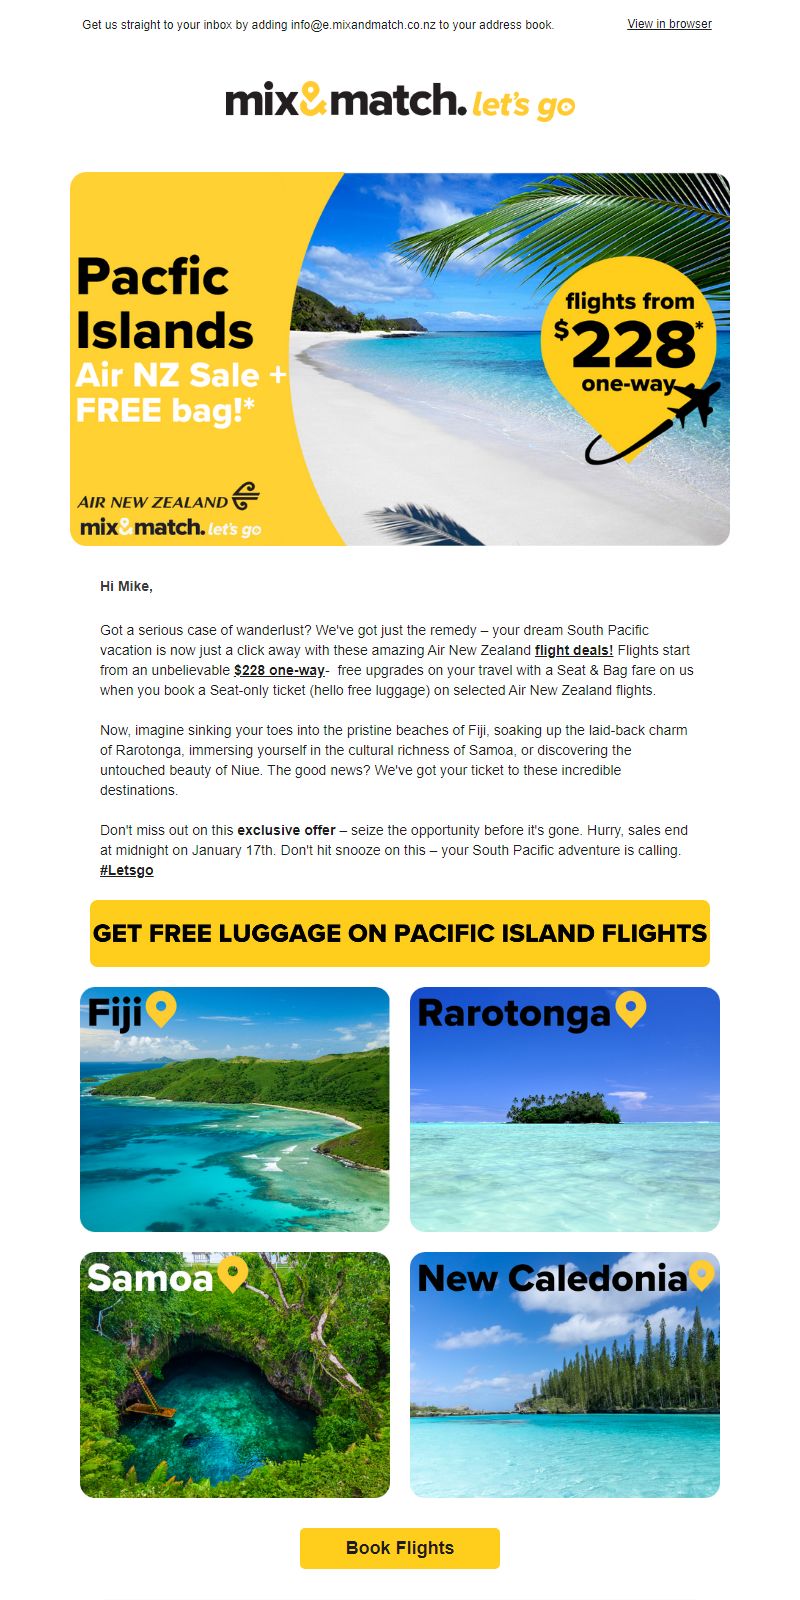 Get us straight to your inbox by adding info@e.mixandmatch.co.nz to your address book.
View in browser
mix&match. let's go
Pacfic
Islands
Air NZ Sale +
FREE bag!*
flights from
$228*
one-way
AIR NEW ZEALAND
mix&match. let's go
Hi Mike,
Got a serious case of wanderlust? We've got just the remedy – your dream South Pacific
vacation is now just a click away with these amazing Air New Zealand flight deals! Flights start
from an unbelievable $228 one-way-  free upgrades on your travel with a Seat & Bag fare on us
when you book a Seat-only ticket (hello free luggage) on selected Air New Zealand flights.
Now, imagine sinking your toes into the pristine beaches of Fiji, soaking up the laid-back charm
of Rarotonga, immersing yourself in the cultural richness of Samoa, or discovering the
untouched beauty of Niue. The good news? We've got your ticket to these incredible
destinations.
Don't miss out on this exclusive offer – seize the opportunity before it's gone. Hurry, sales end
at midnight on January 17th. Don't hit snooze on this – your South Pacific adventure is calling.
#Letsgo
GET FREE LUGGAGE ON PACIFIC ISLAND FLIGHTS
Fiji
Rarotonga
Samoa
New Caledonia
Book Flights